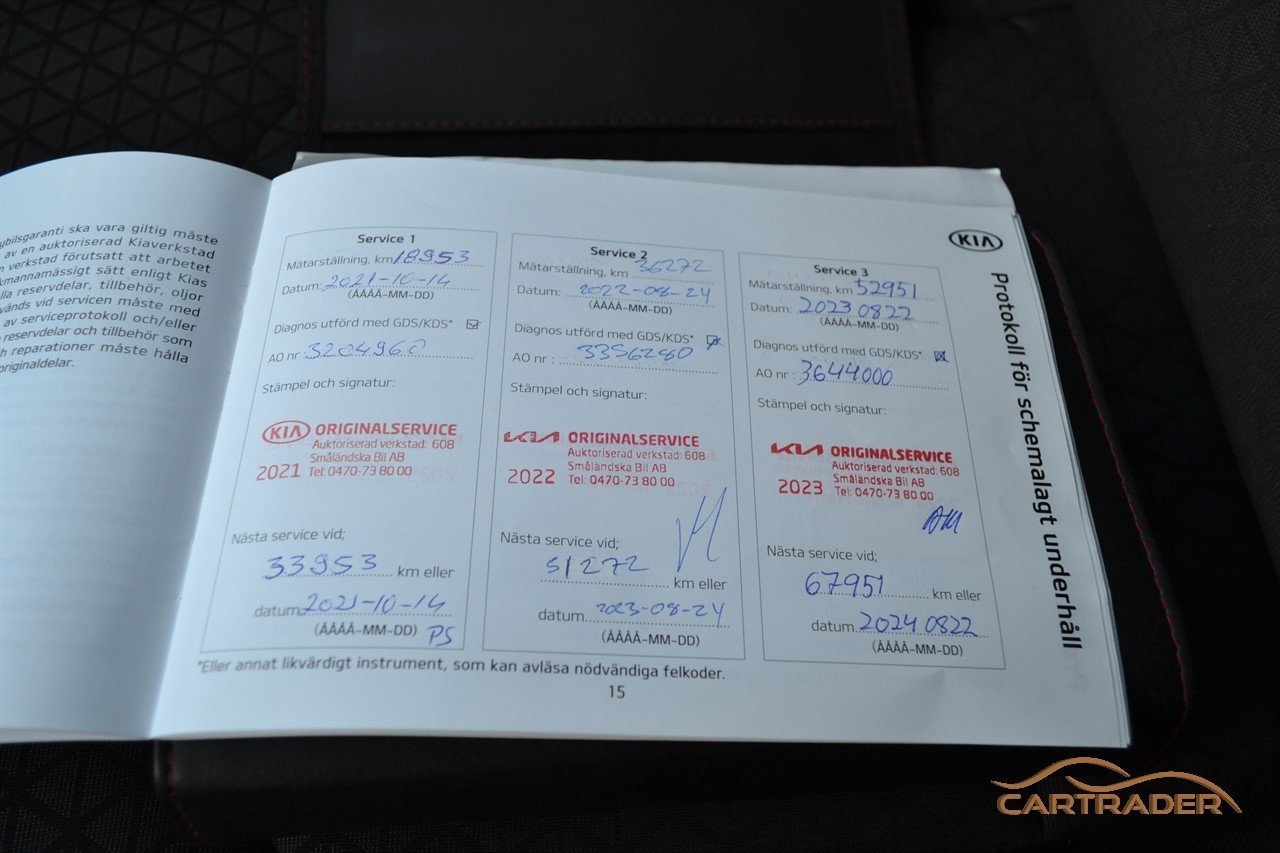 ybilsgaranti ska vara giltig måste
av en auktoriserad Kiaverkstad
verkstad förutsatt att arbetet
kmannamässigt sätt enligt Kias
lla reservdelar, tillbehör, oljor
vänds vid servicen måste med
av serviceprotokoll och/eller
reservdelar och tillbehör som
reparationer måste hålla
originaldelar.
KIA
Protokoll för schemalagt underhåll
Service 1
Mätarställning, km 18953
Datum: 2021-10-14
(ÅÅÅÅ-MM-DD)
Diagnos utförd med GDS/KDS*
AO nr : 3204960
Stämpel och signatur:
KIA ORIGINALSERVICE
Auktoriserad verkstad: 608
Småländska Bil AB
2021 Tel: 0470-73 80 00
Nästa service vid;
33953 km eller
datum 2021-10-14
(ÅÅÅÅ-MM-DD) PS
Service 2
Mätarställning, km 36272
Datum: 2022-08-24
(ÅÅÅÅ-MM-DD)
Diagnos utförd med GDS/KDS*
AO nr : 3356280
Stämpel och signatur:
KIA ORIGINALSERVICE
Auktoriserad verkstad: 608
Småländska Bil AB
2022 Tel: 0470-73 80 00
Nästa service vid;
51272 km eller
datum 2023-08-24
(ÅÅÅÅ-MM-DD)
Service 3
Mätarställning, km 52951
Datum: 2023 0822
(ÅÅÅÅ-MM-DD)
Diagnos utförd med GDS/KDS*
AO nr : 3644000
Stämpel och signatur:
KIA ORIGINALSERVICE
Auktoriserad verkstad: 608
Småländska Bil AB
2023 Tel: 0470-73 80 00
Nästa service vid;
67951 km eller
datum 2024 0822
(ÅÅÅÅ-MM-DD)
*Eller annat likvärdigt instrument, som kan avläsa nödvändiga felkoder.
15
CARTRADER